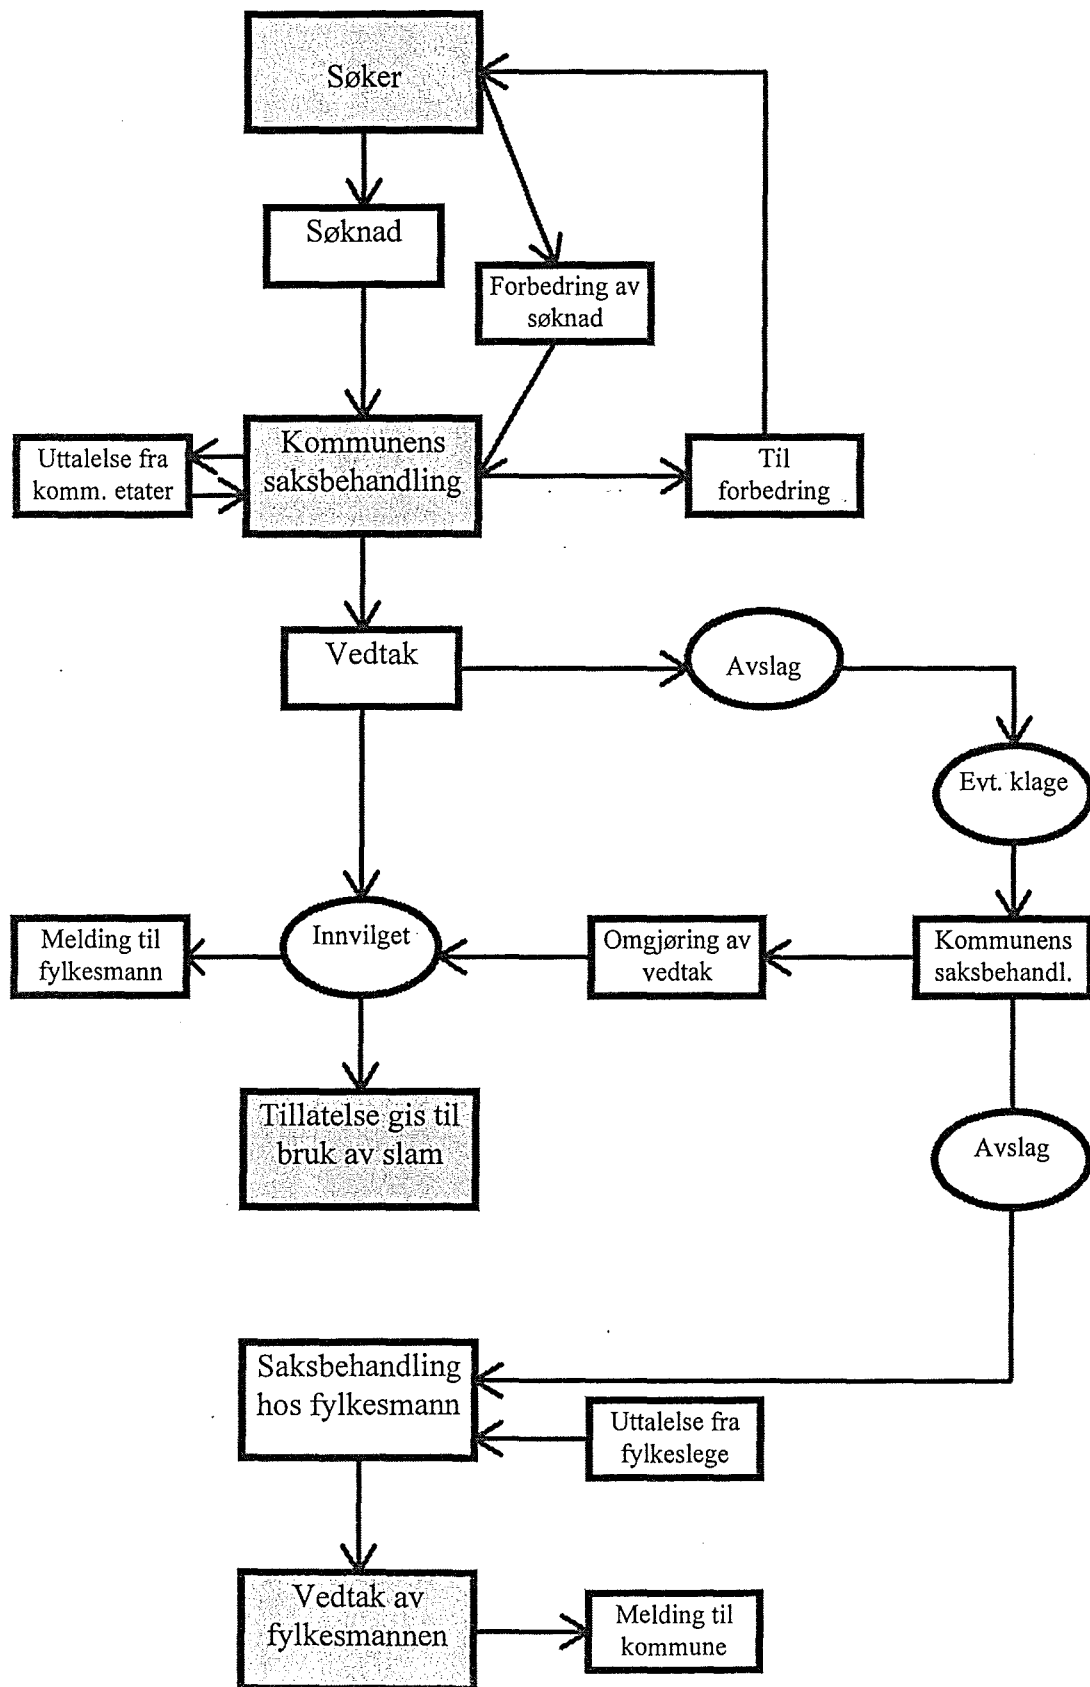 Søker
Søknad
Forbedring av
søknad
Kommunens
saksbehandling
Uttalelse fra
komm. etater
Til
forbedring
Vedtak
Avslag
Evt. klage
Melding til
fylkesmann
Innvilget
Omgjøring av
vedtak
Kommunens
saksbehandl.
Tillatelse gis til
bruk av slam
Avslag
Saksbehandling
hos fylkesmann
Uttalelse fra
fylkeslege
Vedtak av
fylkesmannen
Melding til
kommune